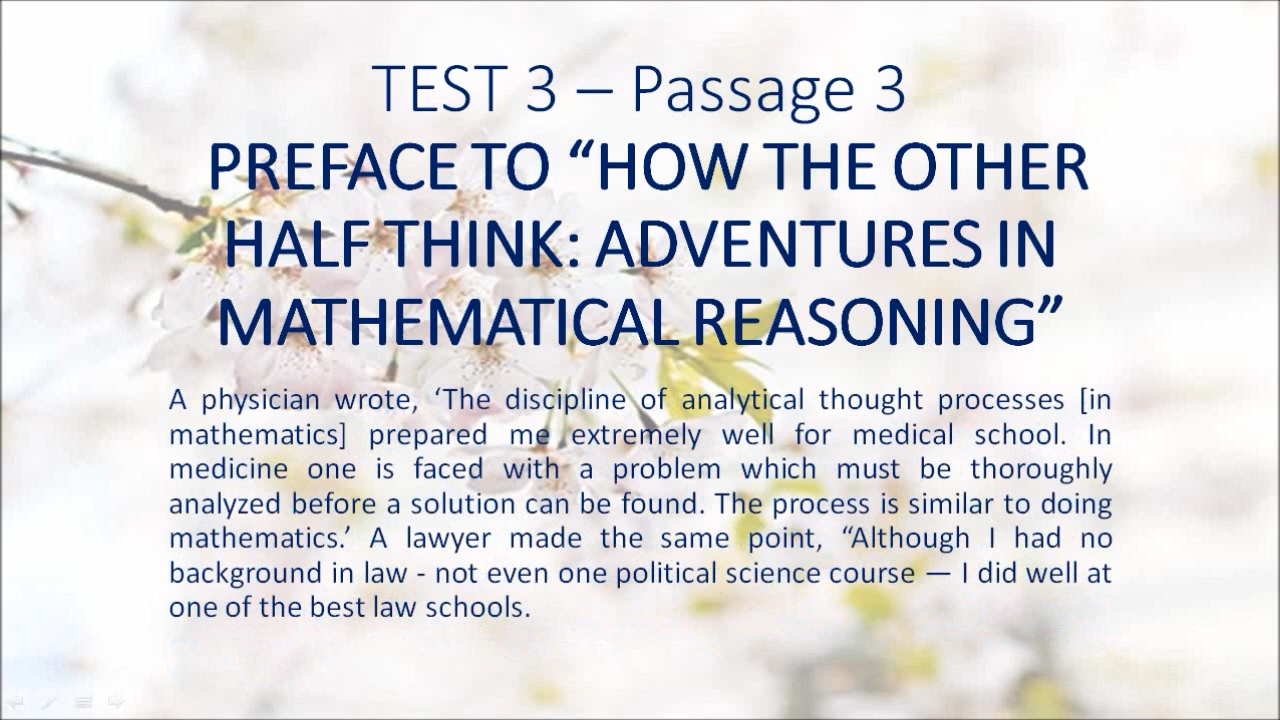 TEST 3 – Passage 3
PREFACE TO “HOW THE OTHER
HALF THINK: ADVENTURES IN
MATHEMATICAL REASONING”
A physician wrote, ‘The discipline of analytical thought processes [in
mathematics] prepared me extremely well for medical school. In
medicine one is faced with a problem which must be thoroughly
analyzed before a solution can be found. The process is similar to doing
mathematics.’ A lawyer made the same point, “Although I had no
background in law - not even one political science course — I did well at
one of the best law schools.